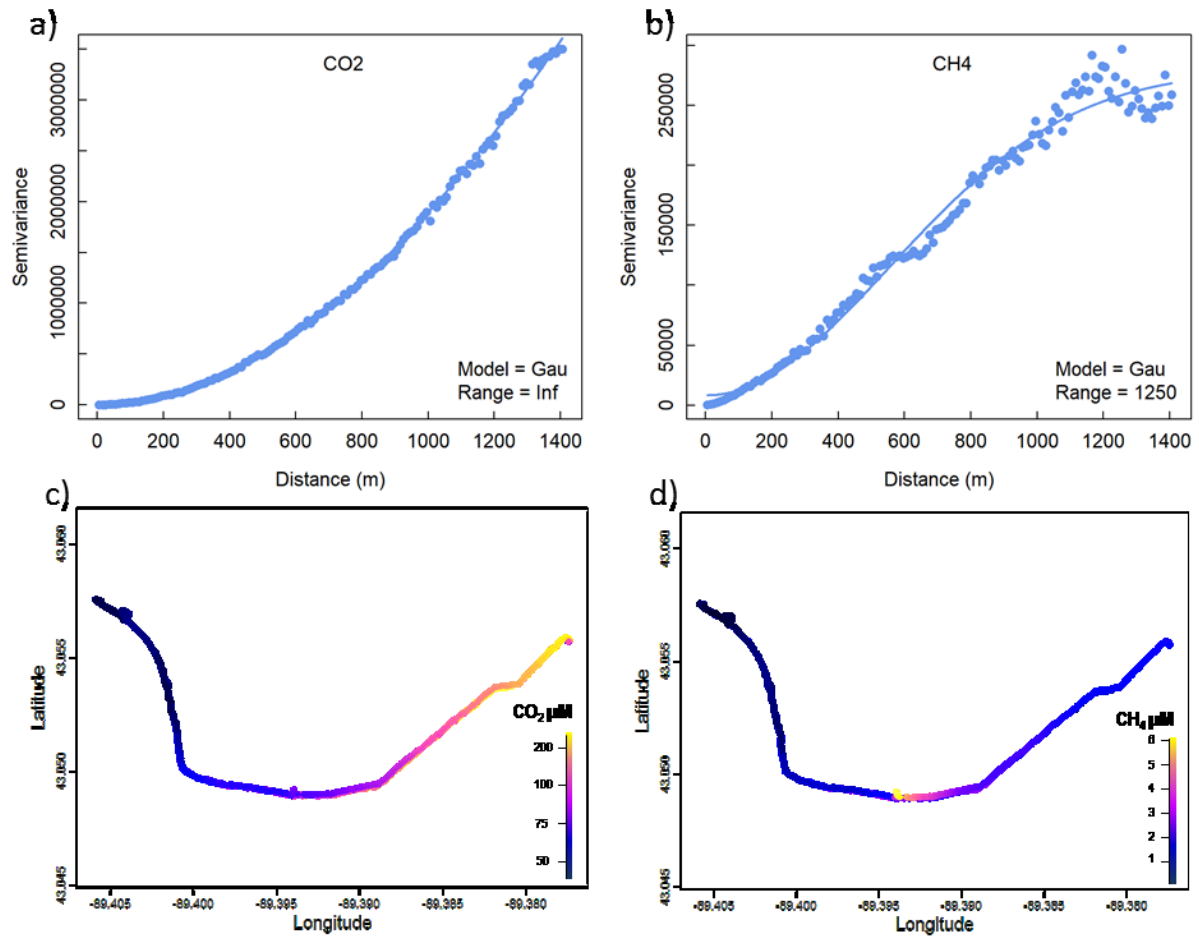 a)
CO2
Semivariance
0 1000000 2000000 3000000
0 200 400 600 800 1000 1200 1400
Distance (m)
Model = Gau
Range = Inf
b)
CH4
Semivariance
0 50000 150000 250000
0 200 400 600 800 1000 1200 1400
Distance (m)
Model = Gau
Range = 1250
c)
Latitude
43.045 43.050 43.055 43.060
CO₂ µM
200
100
75
50
-89.405 -89.400 -89.395 -89.390 -89.385 -89.380
Longitude
d)
Latitude
43.045 43.050 43.055 43.060
CH₄ µM
6
5
4
3
2
1
-89.405 -89.400 -89.395 -89.390 -89.385 -89.380
Longitude